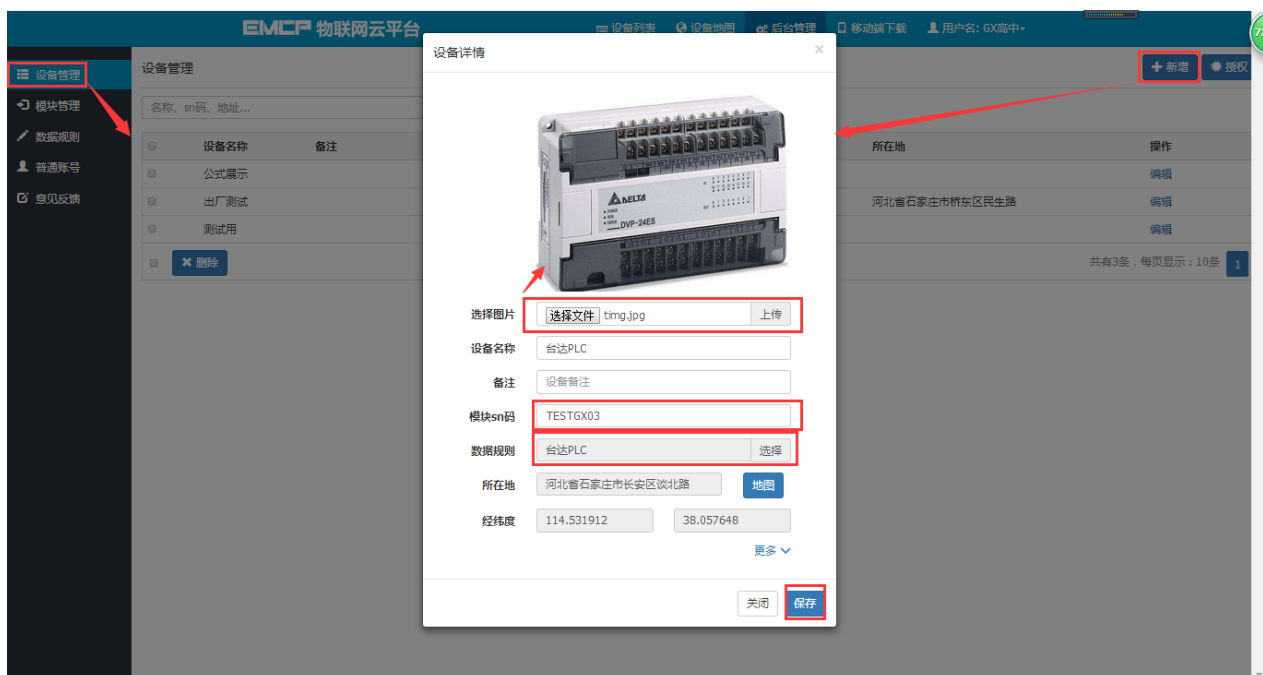 EMCP 物联网云平台
设备列表 设备地图 后台管理 移动端下载 用户名: GX高中
设备管理
模块管理
数据规则
普通账号
意见反馈
设备管理
新增 授权
名称、sn码、地址...
设备名称 备注 所在地 操作
公式展示 编辑
出厂测试 河北省石家庄市桥东区民生路 编辑
测试用 编辑
删除 共有3条，每页显示：10条 1
设备详情 ×
DELTA
DVP-24ES
选择图片 选择文件 timg.jpg 上传
设备名称 台达PLC
备注 设备备注
模块sn码 TESTGX03
数据规则 台达PLC 选择
所在地 河北省石家庄市长安区谈北路 地图
经纬度 114.531912 38.057648
更多
关闭 保存